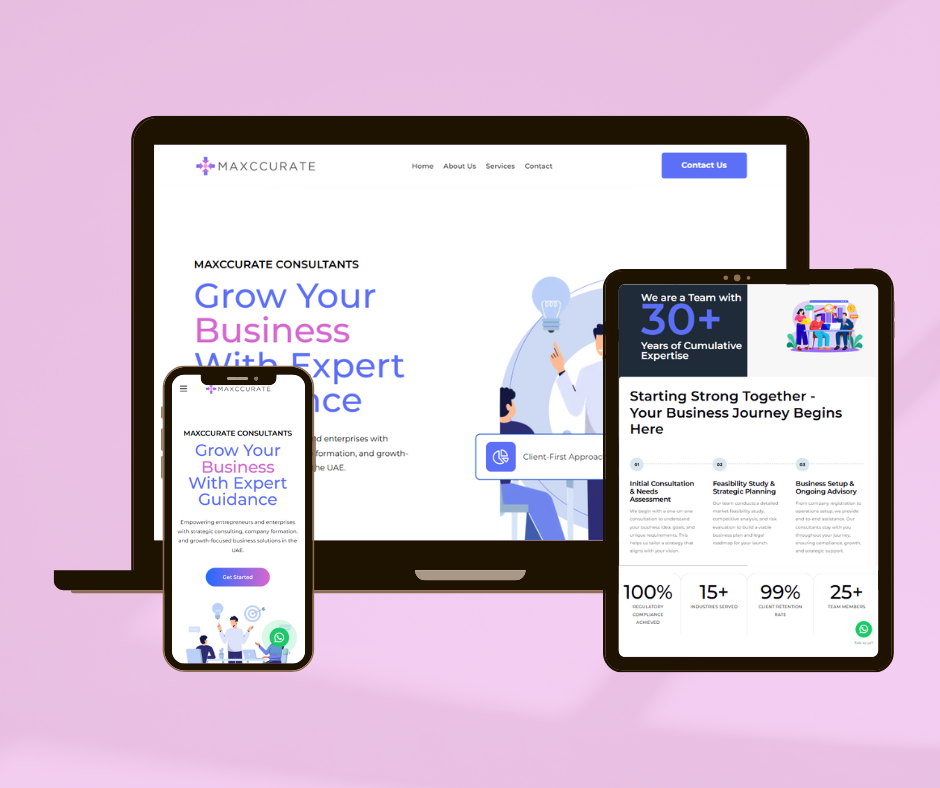 MAXCCURATE
Home About Us Services Contact
Contact Us
MAXCCURATE CONSULTANTS
Grow Your
Business
With Expert
nce
d enterprises with
formation, and growth-
he UAE.
Client-First Approac
MAXCCURATE
MAXCCURATE CONSULTANTS
Grow Your
Business
With Expert
Guidance
Empowering entrepreneurs and enterprises
with strategic consulting, company formation,
and growth-focused business solutions in the
UAE.
Get Started
We are a Team with
30+
Years of Cumulative
Expertise
Starting Strong Together -
Your Business Journey Begins
Here
01
Initial Consultation
& Needs
Assessment
We begin with a one-on-one
consultation to understand
your business idea, goals, and
unique requirements. This
helps us tailor a strategy that
aligns with your vision.
02
Feasibility Study &
Strategic Planning
Our team conducts a detailed
market feasibility study,
competitive analysis, and risk
evaluation to build a viable
business plan and legal
roadmap for your launch.
03
Business Setup &
Ongoing Advisory
From company registration to
operations setup, we provide
end-to-end assistance. Our
consultants stay with you
throughout your journey,
ensuring compliance, growth,
and strategic support.
100%
REGULATORY
COMPLIANCE
ACHIEVED
15+
INDUSTRIES SERVED
99%
CLIENT RETENTION
RATE
25+
TEAM MEMBERS